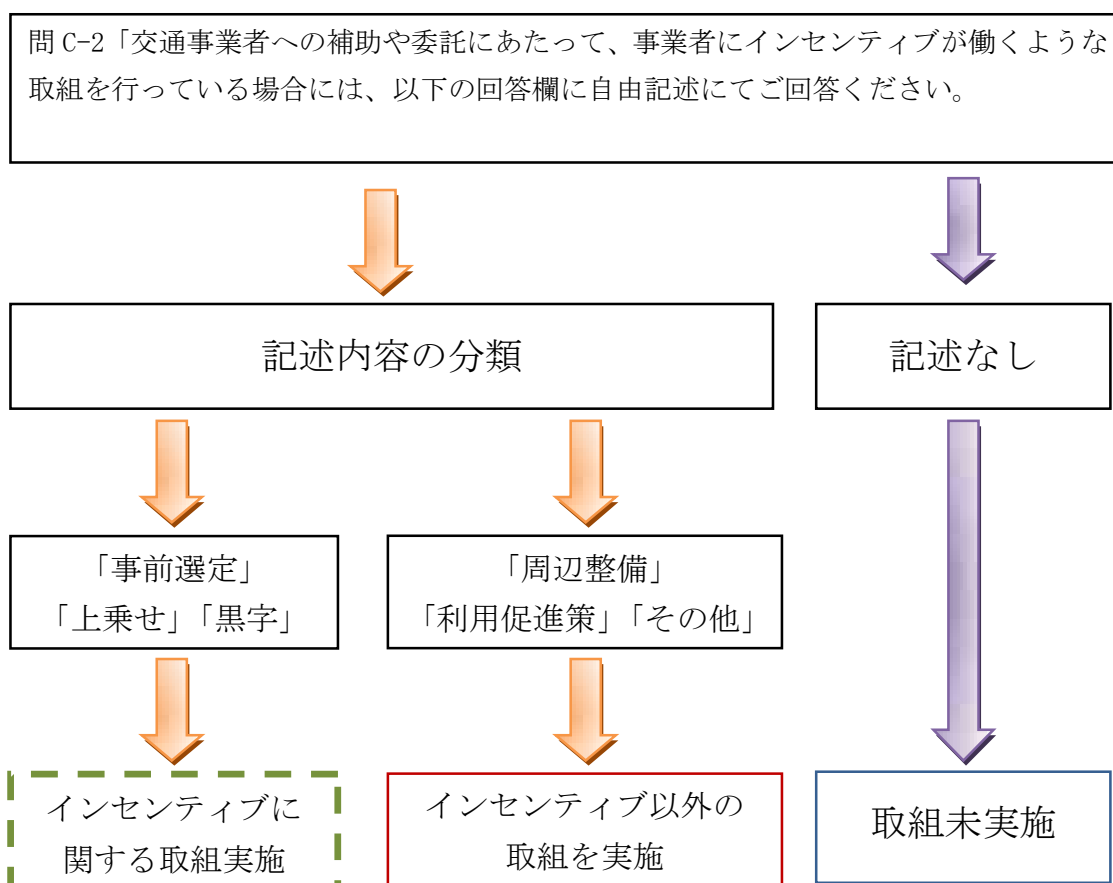 問 C-2「交通事業者への補助や委託にあたって、事業者にインセンティブが働くような
取組を行っている場合には、以下の回答欄に自由記述にてご回答ください。
記述内容の分類
記述なし
「事前選定」
「上乗せ」「黒字」
「周辺整備」
「利用促進策」「その他」
インセンティブに
関する取組実施
インセンティブ以外の
取組を実施
取組未実施